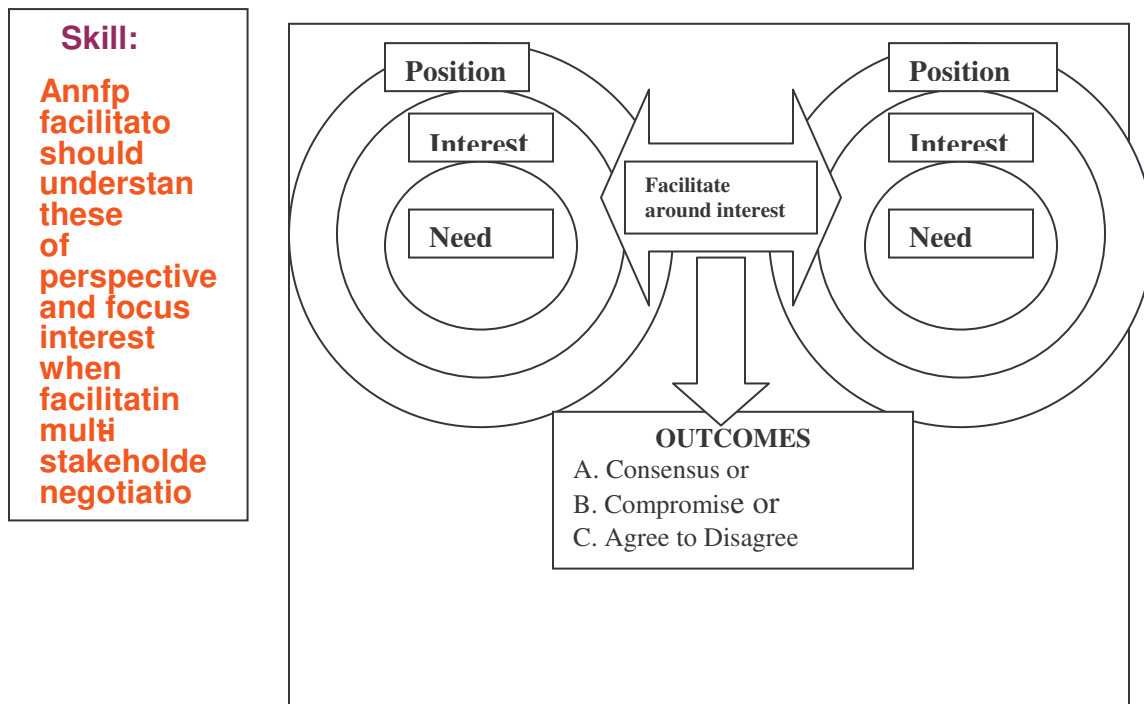 Skill:
Annfp
facilitato
should
understan
these
of
perspective
and focus
interest
when
facilitatin
multi
stakeholde
negotiatio
Position
Interest
Need
Facilitate
around interest
Position
Interest
Need
OUTCOMES
A. Consensus or
B. Compromise or
C. Agree to Disagree